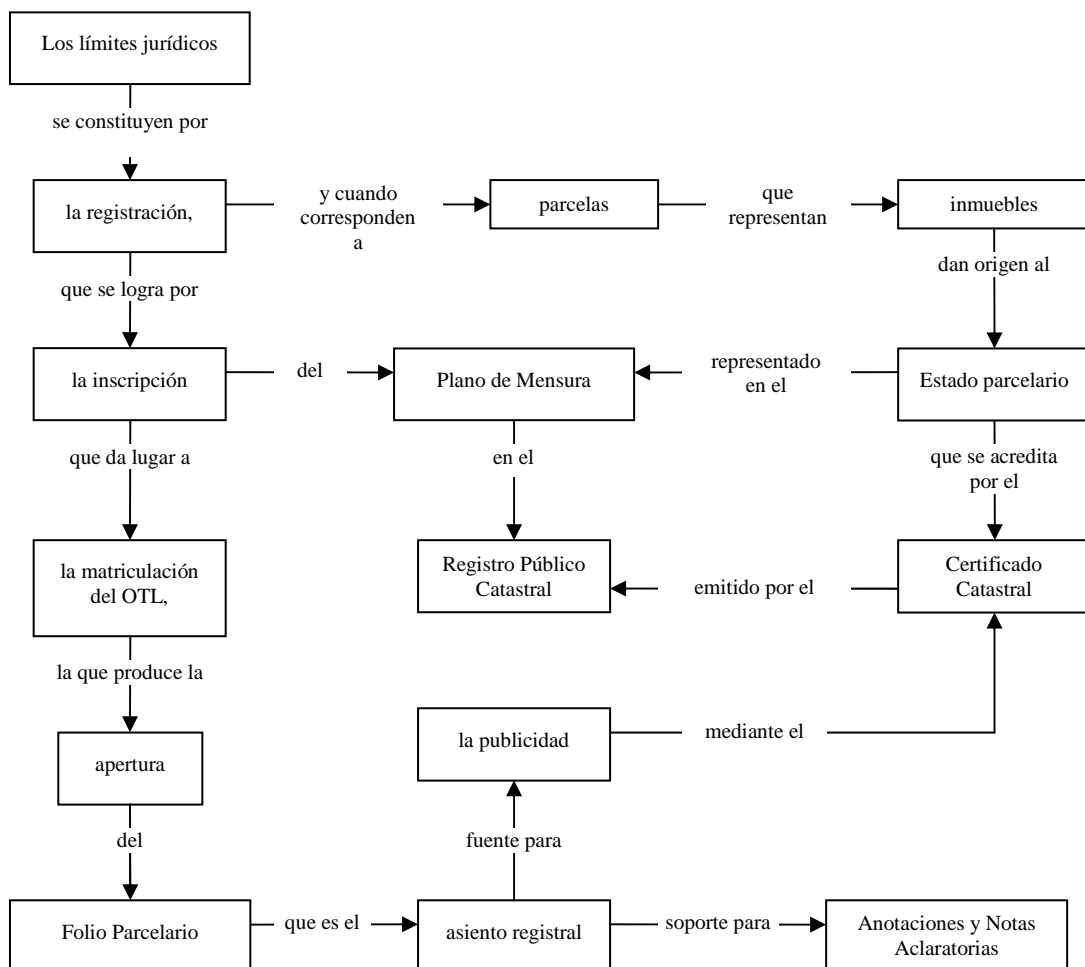 Los límites jurídicos
se constituyen por
la registración,
y cuando
corresponden
a
parcelas
que
representan
inmuebles
que se logra por
dan origen al
la inscripción
del
Plano de Mensura
representado
en el
Estado parcelario
que da lugar a
en el
que se acredita
por el
la matriculación
del OTL,
Registro Público
Catastral
emitido por el
Certificado
Catastral
la que produce la
apertura
la publicidad
mediante el
del
fuente para
Folio Parcelario
que es el
asiento registral
soporte para
Anotaciones y Notas
Aclaratorias